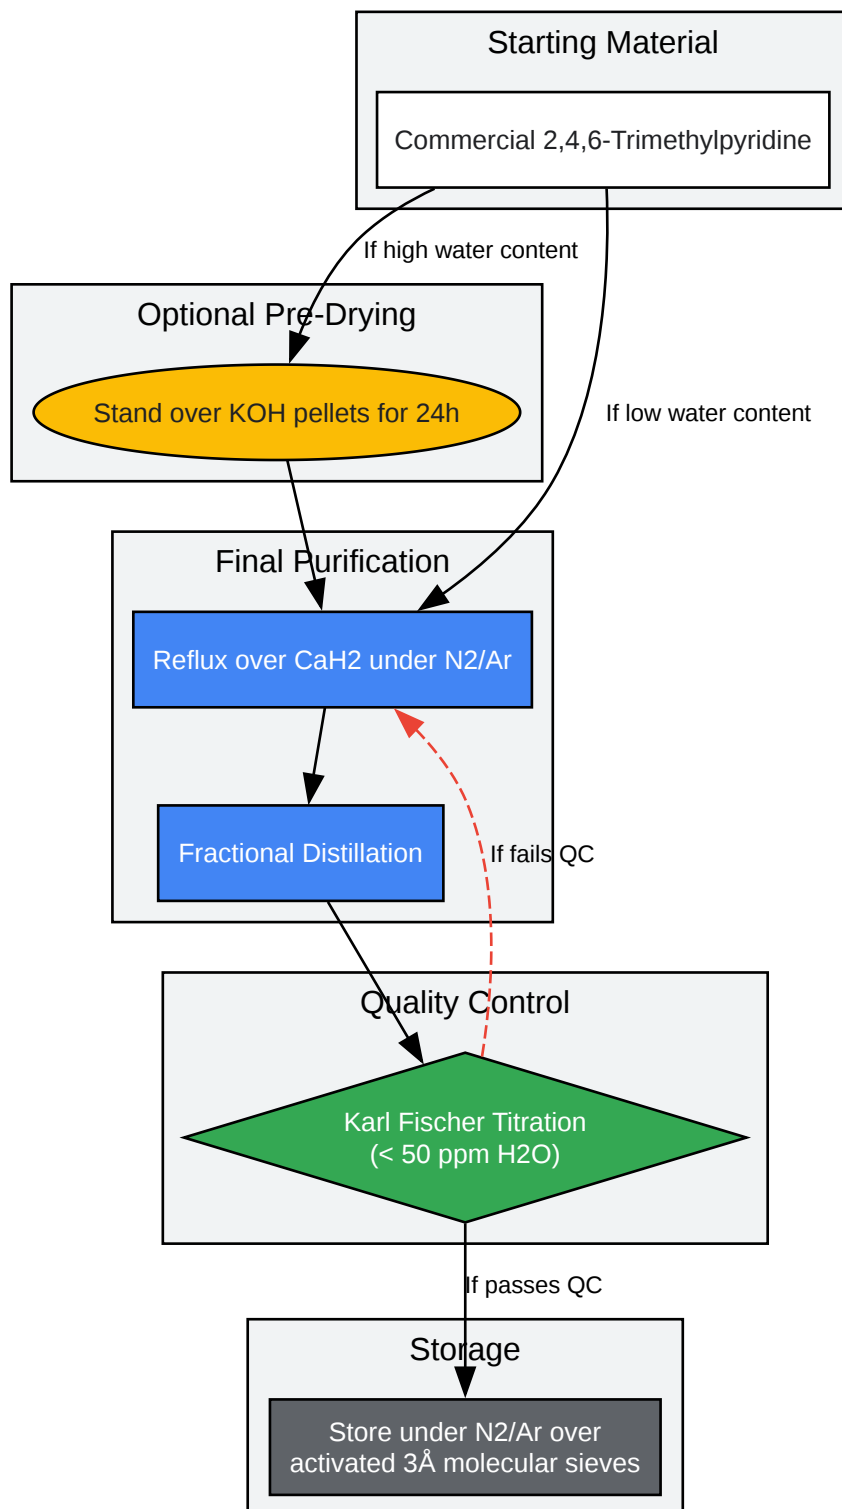 Starting Material
Commercial 2,4,6-Trimethylpyridine
If high water content
Optional Pre-Drying
Stand over KOH pellets for 24h
If low water content
Final Purification
Reflux over CaH2 under N2/Ar
Fractional Distillation
If fails QC
Quality Control
Karl Fischer Titration
(< 50 ppm H2O)
If passes QC
Storage
Store under N2/Ar over
activated 3Å molecular sieves